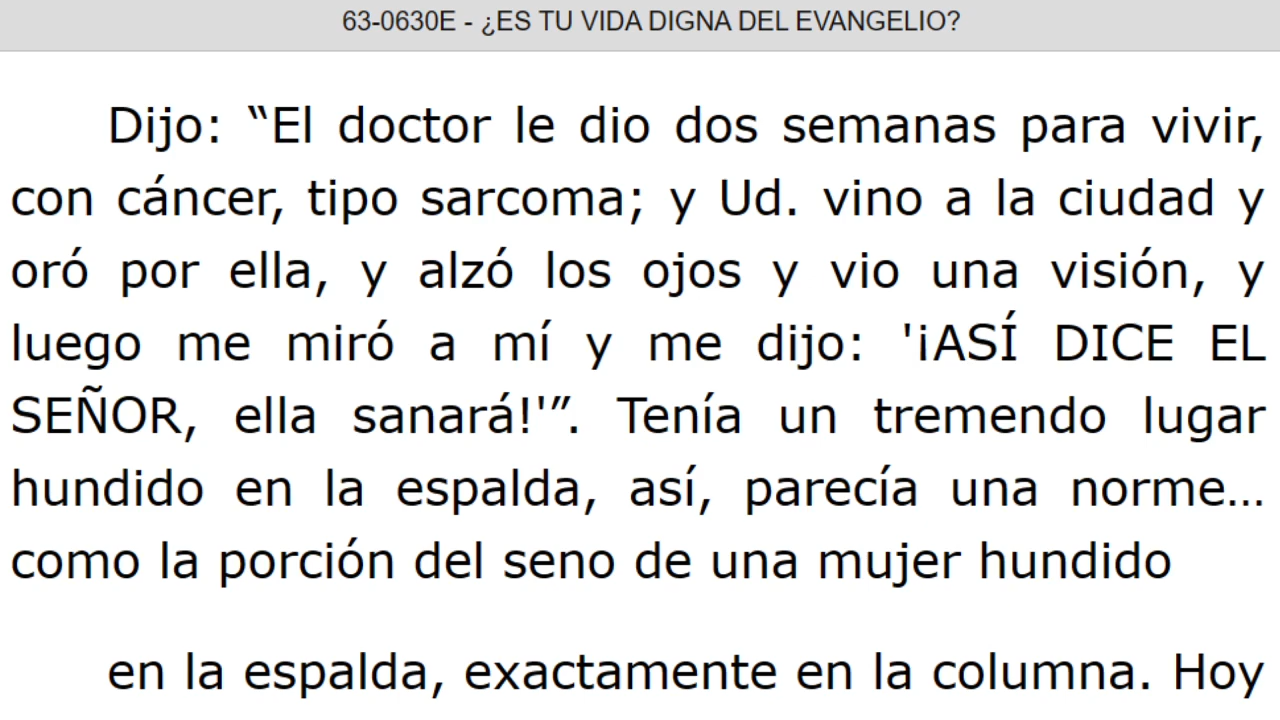 63-0630E - ¿ES TU VIDA DIGNA DEL EVANGELIO?
Dijo: “El doctor le dio dos semanas para vivir,
con cáncer, tipo sarcoma; y Ud. vino a la ciudad y
oró por ella, y alzó los ojos y vio una visión, y
luego me miró a mí y me dijo: '¡ASÍ DICE EL
SEÑOR, ella sanará!'”. Tenía un tremendo lugar
hundido en la espalda, así, parecía una norme…
como la porción del seno de una mujer hundido
en la espalda, exactamente en la columna. Hoy